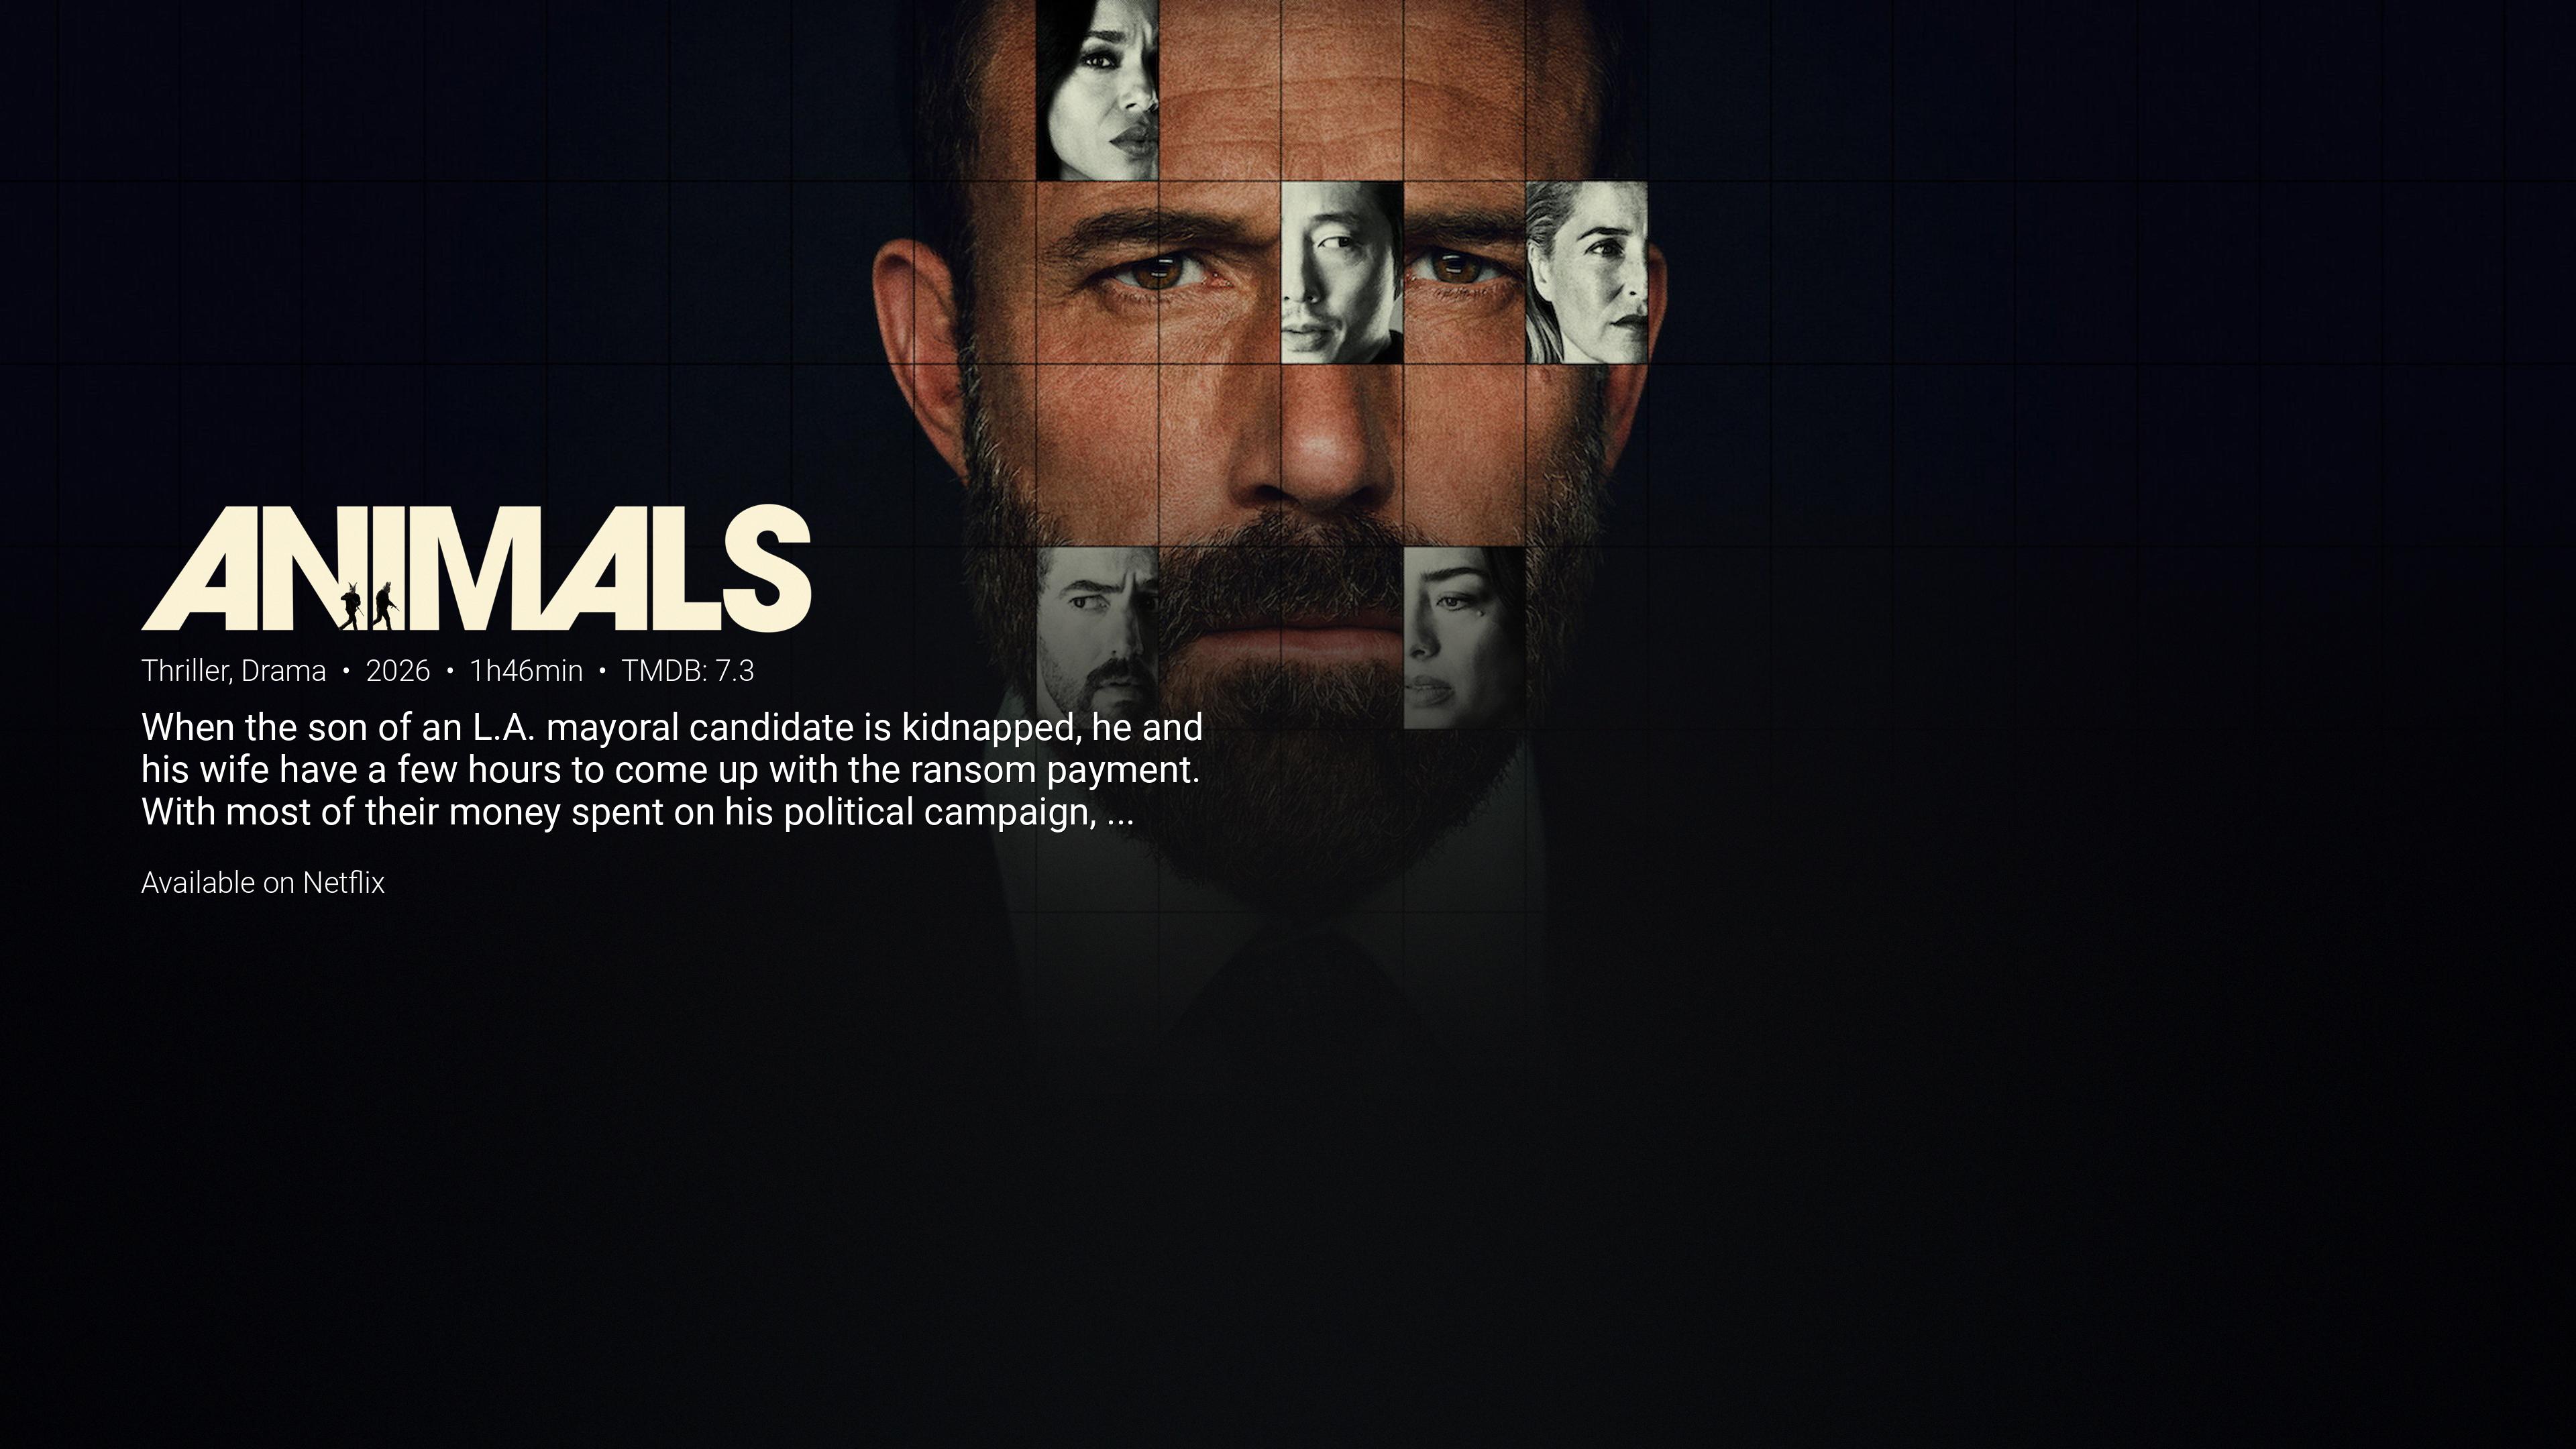 ANIMALS
Thriller, Drama • 2026 • 1h46min • TMDB: 7.3
When the son of an L.A. mayoral candidate is kidnapped, he and
his wife have a few hours to come up with the ransom payment.
With most of their money spent on his political campaign, ...
Available on Netflix